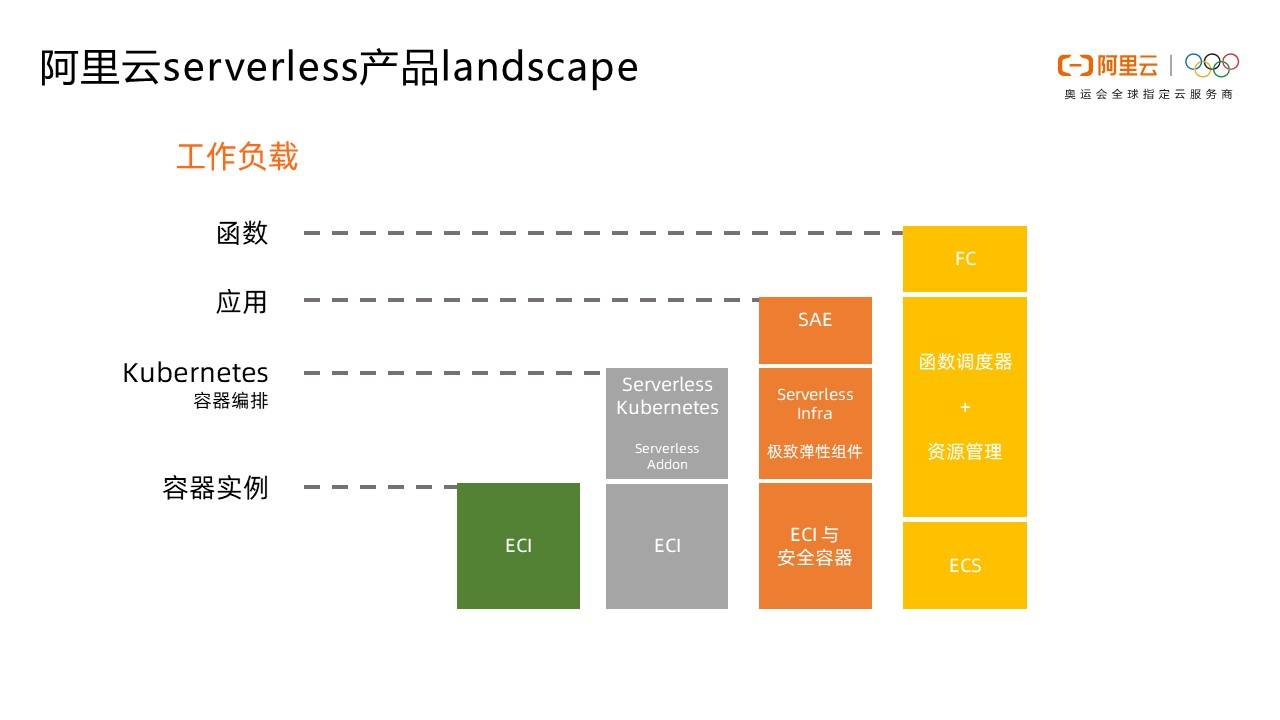 阿里云serverless产品landscape
阿里云
奥运会全球指定云服务商
工作负载
函数
应用
Kubernetes
容器编排
容器实例
ECI
Serverless
Kubernetes
Serverless
Addon
ECI
SAE
Serverless
Infra
极致弹性组件
ECI 与
安全容器
FC
函数调度器
+
资源管理
ECS